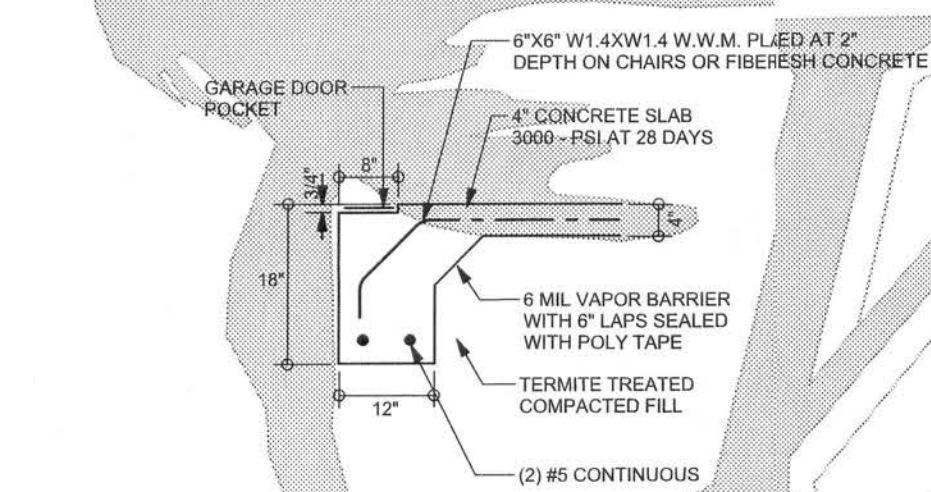 6"X6" W1.4XW1.4 W.W.M. PLAED AT 2"
DEPTH ON CHAIRS OR FIBERESH CONCRETE
GARAGE DOOR
POCKET
4" CONCRETE SLAB
3000 - PSI AT 28 DAYS
8"
3/4"
4"
18"
6 MIL VAPOR BARRIER
WITH 6" LAPS SEALED
WITH POLY TAPE
TERMITE TREATED
COMPACTED FILL
12"
(2) #5 CONTINUOUS